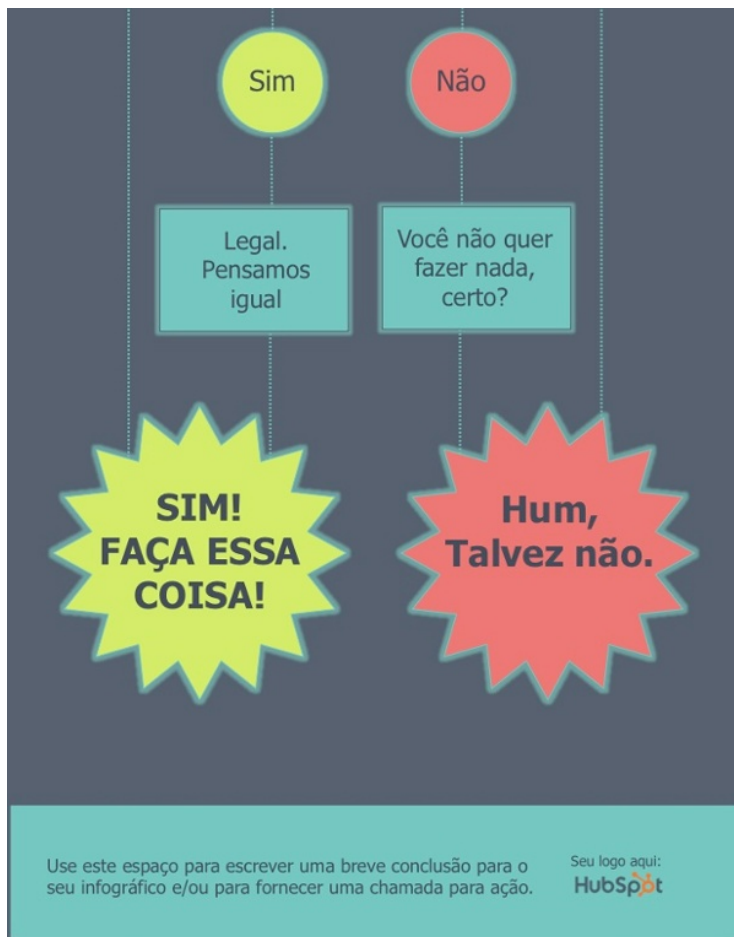 Sim
Não
Legal.
Pensamos
igual
Você não quer
fazer nada,
certo?
SIM!
FAÇA ESSA
COISA!
Hum,
Talvez não.
Use este espaço para escrever uma breve conclusão para o
seu infográfico e/ou para fornecer uma chamada para ação.
Seu logo aqui:
HubSpot